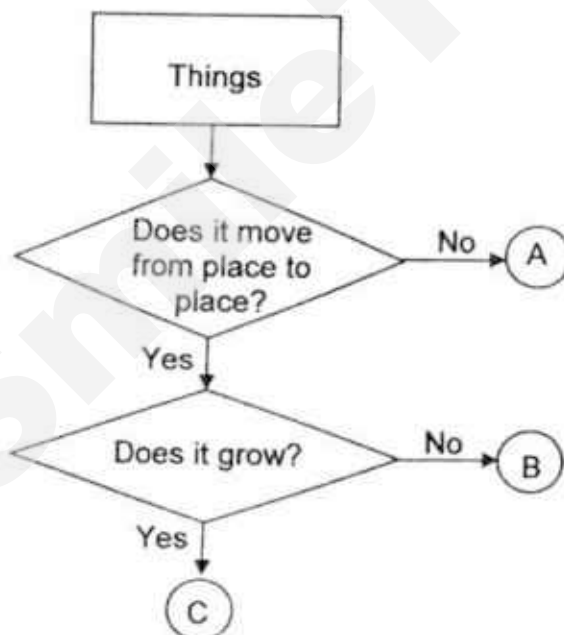 Things
Does it move
from place to
place?
No
A
Yes
Does it grow?
No
B
Yes
C